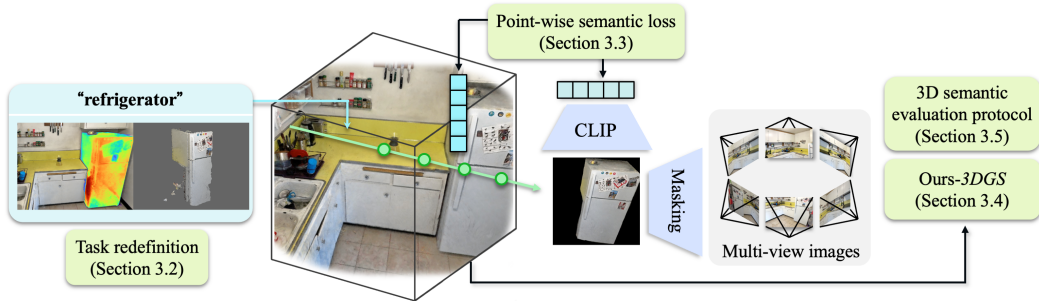 Point-wise semantic loss
(Section 3.3)
“refrigerator”
Task redefinition
(Section 3.2)
CLIP
Masking
Multi-view images
3D semantic
evaluation protocol
(Section 3.5)
Ours-3DGS
(Section 3.4)